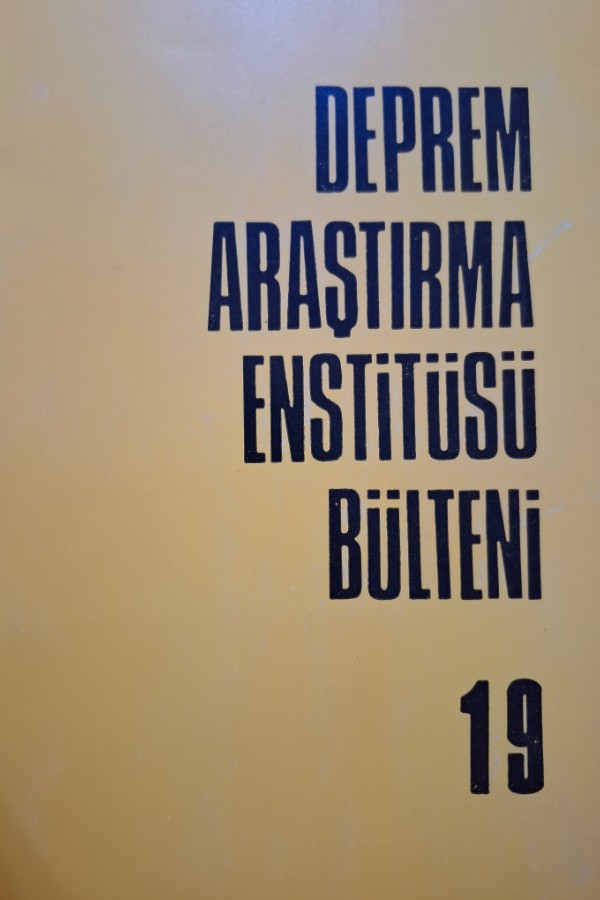 DEPREM
ARAŞTIRMA
ENSTİTÜSÜ
BÜLTENİ
19